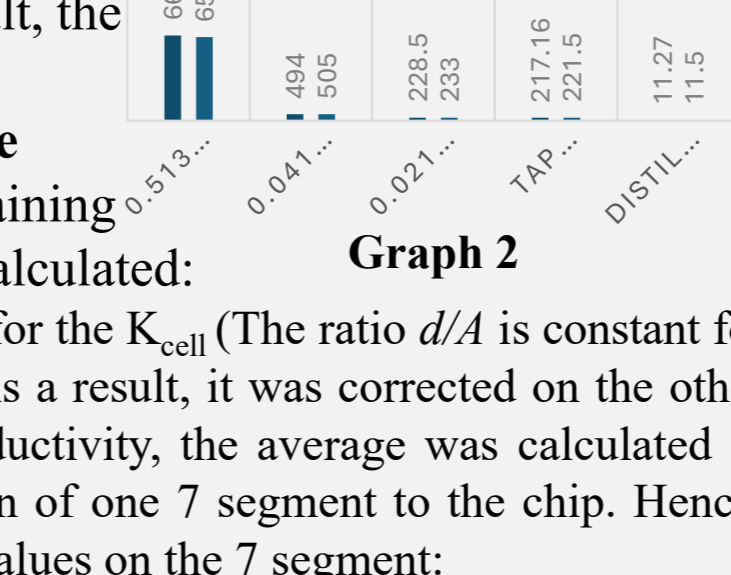 lt, the
494
505
228.5
233
217.16
221.5
11.27
11.5
0.513...
0.041...
0.021...
TAP...
DISTIL...
Graph 2
aining
alculated:
for the Kcell (The ratio d/A is constant
s a result, it was corrected on the oth
ductivity, the average was calculated
n of one 7 segment to the chip. Henc
alues on the 7 segment: